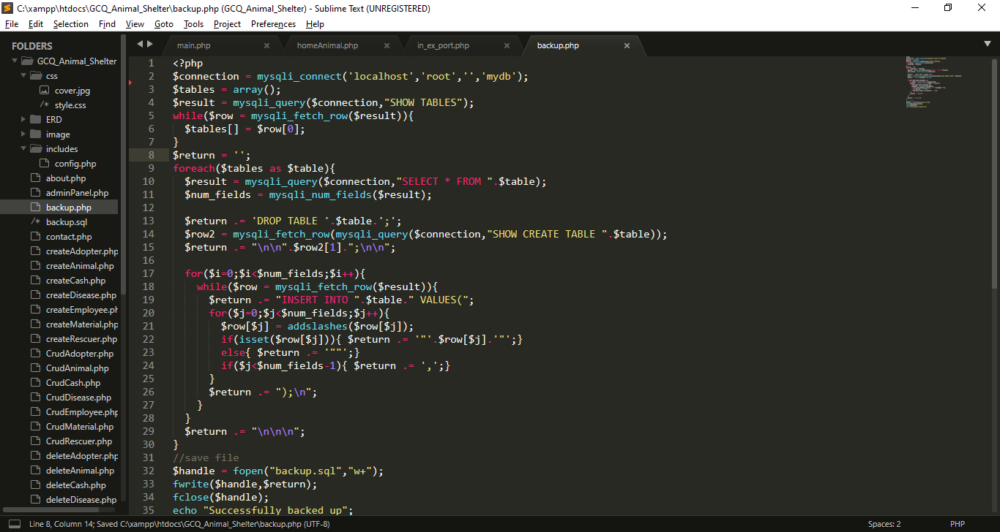 C:\xampp\htdocs\GCQ_Animal_Shelter\backup.php (GCQ_Animal_Shelter) - Sublime Text (UNREGISTERED)
File Edit Selection Find View Goto Tools Project Preferences Help
FOLDERS
GCQ_Animal_Shelter
css
cover.jpg
/* style.css
ERD
image
includes
config.php
about.php
adminPanel.php
backup.php
/* backup.sql
contact.php
createAdopter.php
createAnimal.php
createCash.php
createDisease.php
createEmployee.ph
createMaterial.php
createRescuer.php
CrudAdopter.php
CrudAnimal.php
CrudCash.php
CrudDisease.php
CrudEmployee.php
CrudMaterial.php
CrudRescuer.php
deleteAdopter.php
deleteAnimal.php
deleteCash.php
deleteDisease.php
main.php × homeAnimal.php × in_ex_port.php × backup.php ×
1 <?php
2 $connection = mysqli_connect('localhost','root','','mydb');
3 $tables = array();
4 $result = mysqli_query($connection,"SHOW TABLES");
5 while($row = mysqli_fetch_row($result)){
6   $tables[] = $row[0];
7 }
8 $return = '';
9 foreach($tables as $table){
10   $result = mysqli_query($connection,"SELECT * FROM ".$table);
11   $num_fields = mysqli_num_fields($result);
12
13   $return .= 'DROP TABLE '.$table.';';
14   $row2 = mysqli_fetch_row(mysqli_query($connection,"SHOW CREATE TABLE ".$table));
15   $return .= "\n\n".$row2[1].";\n\n";
16
17   for($i=0;$i<$num_fields;$i++){
18     while($row = mysqli_fetch_row($result)){
19       $return .= "INSERT INTO ".$table." VALUES(";
20       for($j=0;$j<$num_fields;$j++){
21         $row[$j] = addslashes($row[$j]);
22         if(isset($row[$j])){ $return .= '"'.$row[$j].'"';}
23         else{ $return .= '""';}
24         if($j<$num_fields-1){ $return .= ',';}
25       }
26       $return .= ");\n";
27     }
28   }
29   $return .= "\n\n\n";
30 }
31 //save file
32 $handle = fopen("backup.sql","w+");
33 fwrite($handle,$return);
34 fclose($handle);
35 echo "Successfully backed up";
Line 8, Column 14; Saved C:\xampp\htdocs\GCQ_Animal_Shelter\backup.php (UTF-8) Spaces: 2 PHP